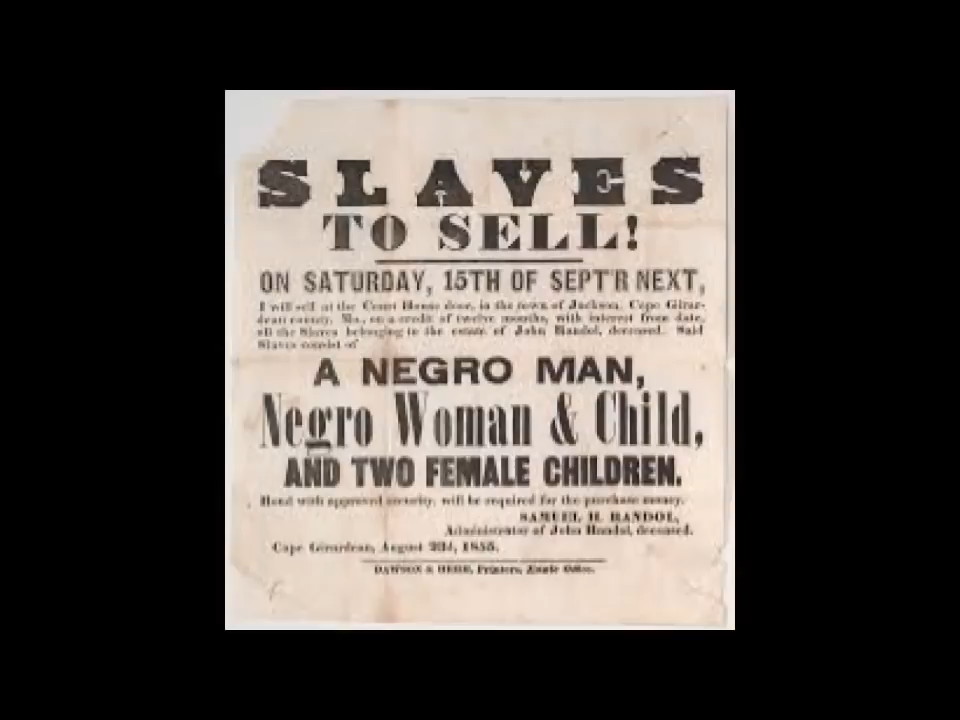 SLAVES
TO SELL!
ON SATURDAY, 15TH OF SEPT'R NEXT,
I will sell at the Court House door, in the town of Jackson, Cape Girar-
deau county, Mo., on a credit of twelve months, with interest from date,
all the Slaves belonging to the estate of John Randol, deceased. Said
Slaves consist of
A NEGRO MAN,
Negro Woman & Child,
AND TWO FEMALE CHILDREN.
Bond with approved security, will be required for the purchase money.
SAMUEL H. RANDOL,
Administrator of John Randol, deceased.
Cape Girardeau, August 23d, 1855.
DAWSON & Printers, Eagle Office.